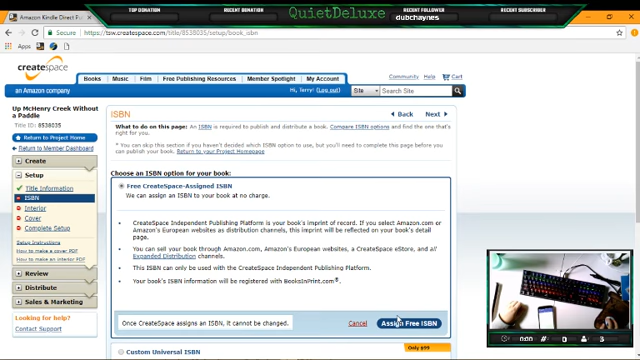 TOP DONATION
RECENT DONATION
QuietDeluxe
RECENT FOLLOWER
dubchaynes
RECENT SUBSCRIBER
Amazon Kindle Direct Pu
Secure
https://tsw.createspace.com/title/8538035/setup/book_isbn
Apps
createspace
an Amazon company
Books
Music
Film
Free Publishing Resources
Member Spotlight
My Account
Community
Help
Cart
Hi, Terry! (Log out)
Site
Search Site
Up McHenry Creek Without
a Paddle
Title ID: 8538035
Return to Project Home
Return to Member Dashboard
Create
Setup
Title Information
ISBN
Interior
Cover
Complete Setup
Setup Instructions
How to make a cover PDF
How to make an interior PDF
Review
Distribute
Sales & Marketing
Looking for help?
Contact Support
ISBN
Back
Next
What to do on this page: An ISBN is required to publish and distribute a book. Compare ISBN options and find the one that's
right for you.
* You can skip this section if you haven't decided which ISBN option to use, but you'll need to complete this page before you
can publish your book. Return to your Project Homepage
Choose an ISBN option for your book:
Free CreateSpace-Assigned ISBN
We can assign an ISBN to your book at no charge.
• CreateSpace Independent Publishing Platform is your book's imprint of record. If you select Amazon.com or
Amazon's European websites as distribution channels, this imprint will be reflected on your book's detail
page.
• You can sell your book through Amazon.com, Amazon's European websites, a CreateSpace eStore, and all
Expanded Distribution channels.
• This ISBN can only be used with the CreateSpace Independent Publishing Platform.
• Your book's ISBN information will be registered with BooksInPrint.com®.
Once CreateSpace assigns an ISBN, it cannot be changed.
Cancel
Assign Free ISBN
Custom Universal ISBN
Only $99
0:00
0
3